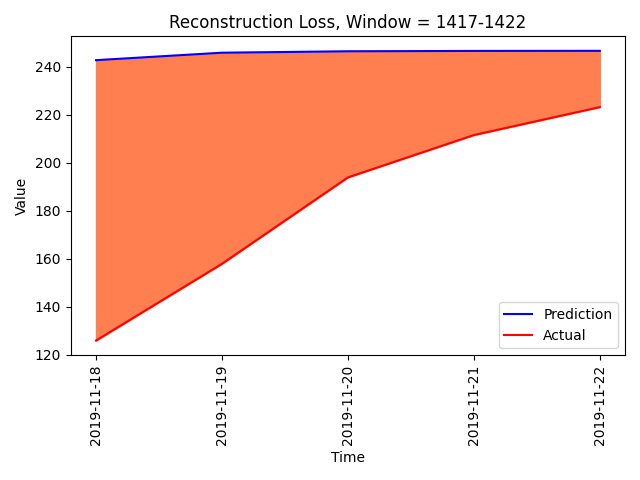 Reconstruction Loss, Window = 1417-1422
Value
240
220
200
180
160
140
120
Prediction
Actual
2019-11-18
2019-11-19
2019-11-20
2019-11-21
2019-11-22
Time